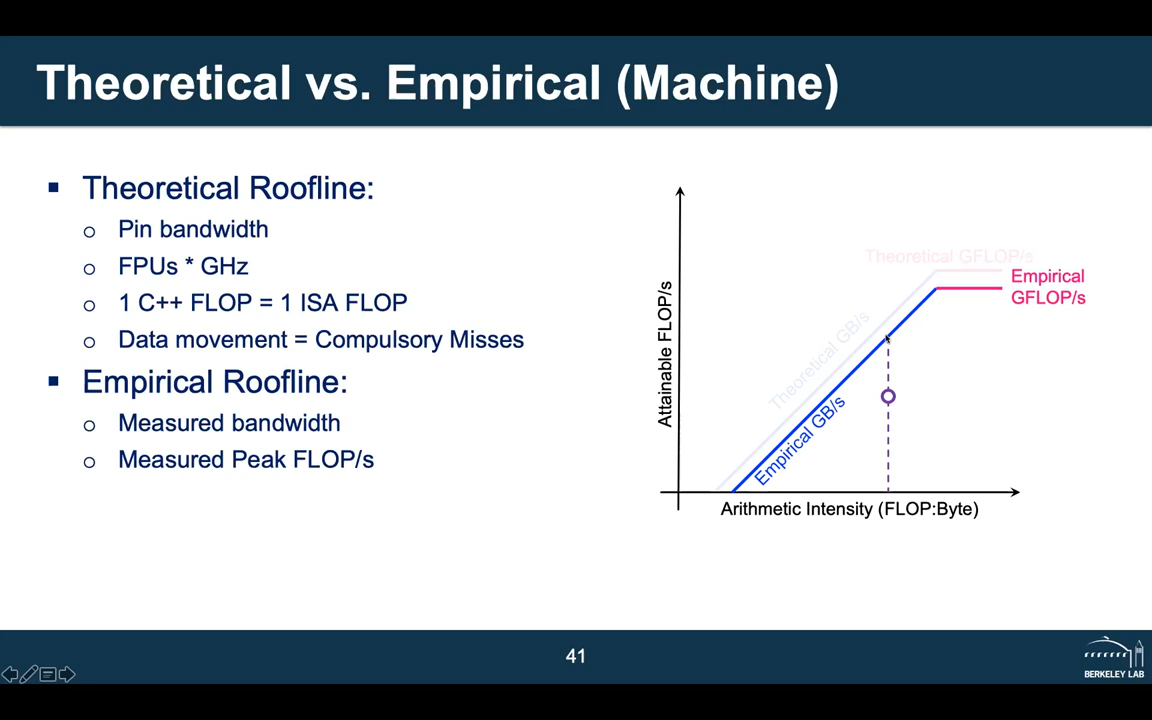 Theoretical vs. Empirical (Machine)
▪ Theoretical Roofline:
o Pin bandwidth
o FPUs * GHz
o 1 C++ FLOP = 1 ISA FLOP
o Data movement = Compulsory Misses
▪ Empirical Roofline:
o Measured bandwidth
o Measured Peak FLOP/s
Attainable FLOP/s
Theoretical GFLOP/s
Empirical
GFLOP/s
Theoretical GB/s
Empirical GB/s
Arithmetic Intensity (FLOP:Byte)
41
BERKELEY LAB